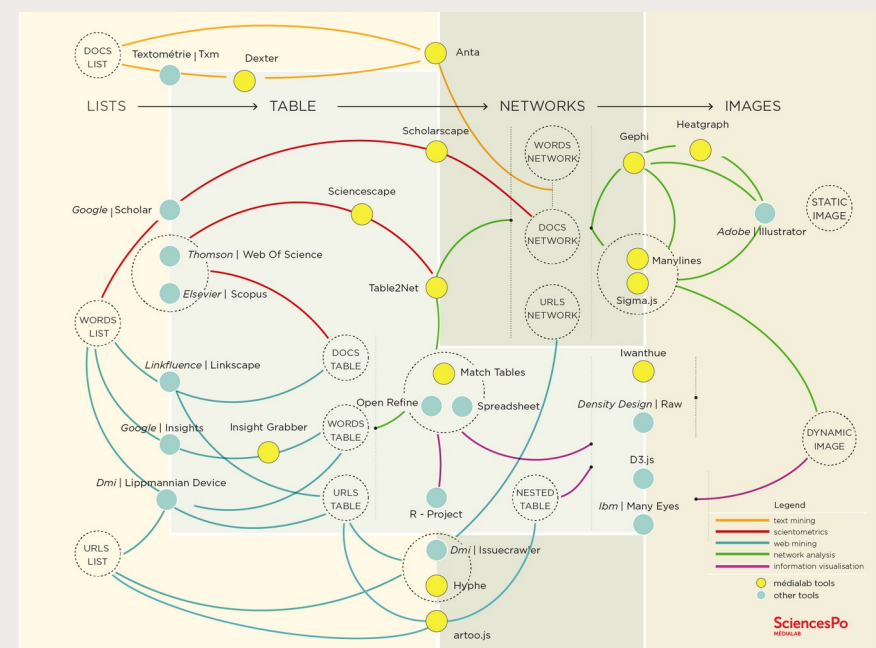 DOCS
LIST
Textométrie | Txm
Dexter
Anta
LISTS
TABLE
NETWORKS
IMAGES
Scholarscape
WORDS
NETWORK
Gephi
Heatgraph
Google | Scholar
Sciencescape
DOCS
NETWORK
STATIC
IMAGE
Adobe | Illustrator
Thomson | Web Of Science
Elsevier | Scopus
Table2Net
Manylines
Sigma.js
URLS
NETWORK
WORDS
LIST
DOCS
TABLE
Linkfluence | Linkscape
Match Tables
Iwanthue
Open Refine
Spreadsheet
Density Design | Raw
Google | Insights
Insight Grabber
WORDS
TABLE
DYNAMIC
IMAGE
D3.js
Dmi | Lippmannian Device
URLS
TABLE
R - Project
NESTED
TABLE
Ibm | Many Eyes
URLS
LIST
Dmi | Issuecrawler
Hyphe
artoo.js
Legend
text mining
scientometrics
web mining
network analysis
information visualisation
médialab tools
other tools
SciencesPo
MÉDIALAB